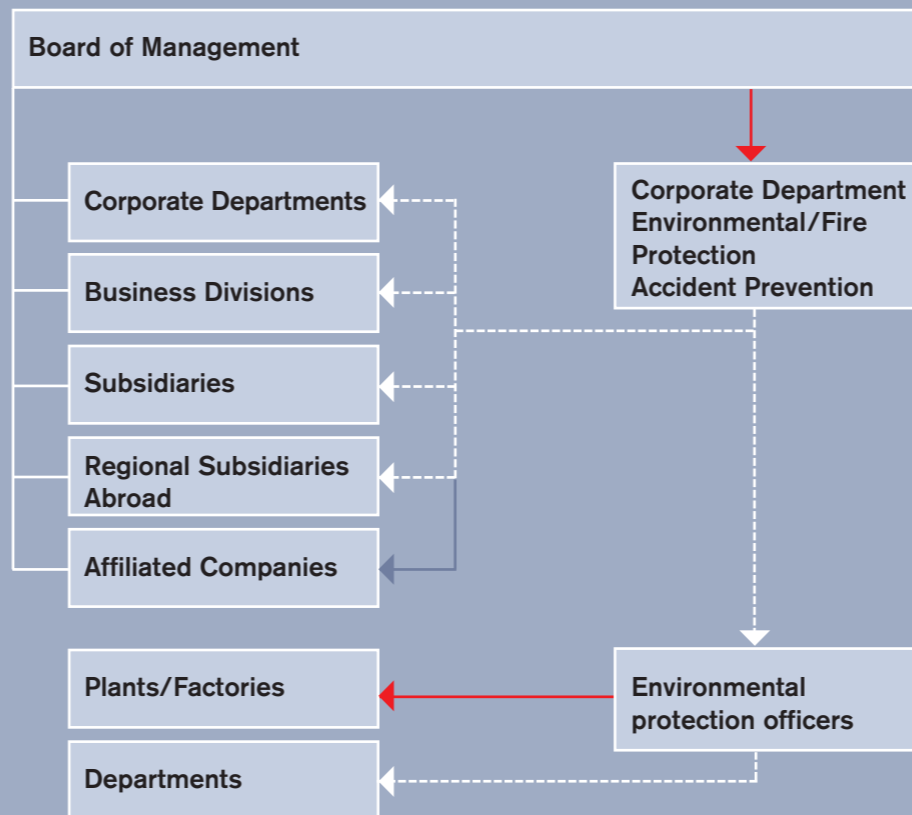 Board of Management
Corporate Departments
Business Divisions
Subsidiaries
Regional Subsidiaries
Abroad
Affiliated Companies
Corporate Department
Environmental/Fire
Protection
Accident Prevention
Plants/Factories
Departments
Environmental
protection officers